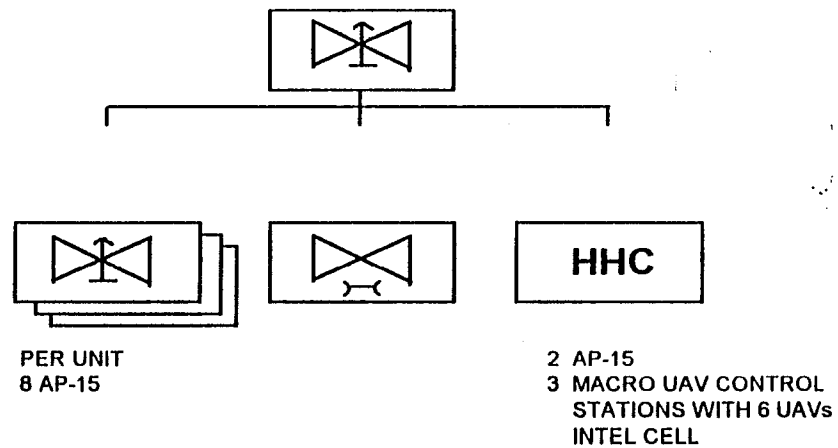 HHC
PER UNIT
8 AP-15
2 AP-15
3 MACRO UAV CONTROL
STATIONS WITH 6 UAVs
INTEL CELL